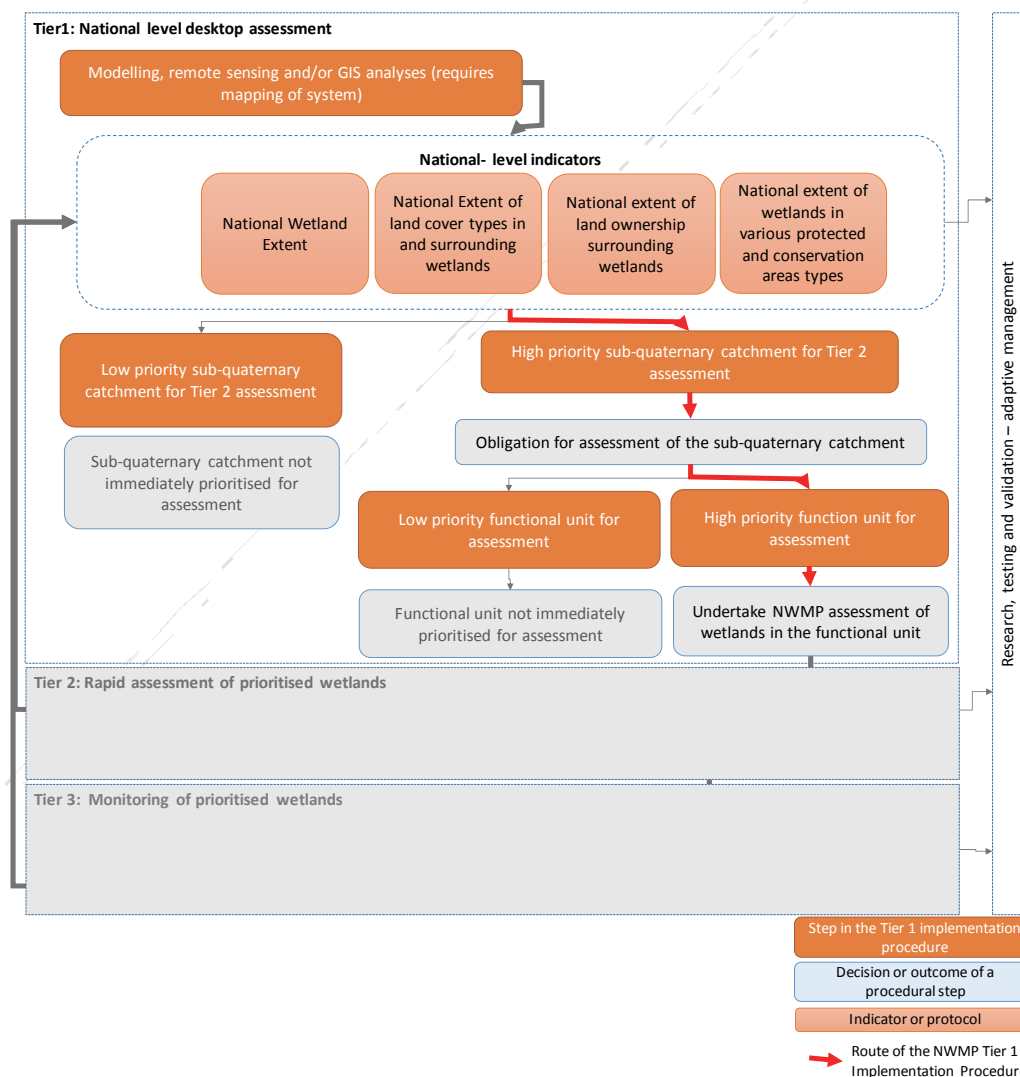 Tier1: National level desktop assessment
Modelling, remote sensing and/or GIS analyses (requires
mapping of system)
National- level indicators
National Wetland
Extent
National Extent of
land cover types in
and surrounding
wetlands
National extent of
land ownership
surrounding
wetlands
National extent of
wetlands in
various protected
and conservation
areas types
Low priority sub-quaternary
catchment for Tier 2 assessment
High priority sub-quaternary catchment for Tier 2
assessment
Sub-quaternary catchment not
immediately prioritised for
assessment
Obligation for assessment of the sub-quaternary catchment
Low priority functional unit for
assessment
High priority function unit for
assessment
Functional unit not immediately
prioritised for assessment
Undertake NWMP assessment of
wetlands in the functional unit
Tier 2: Rapid assessment of prioritised wetlands
Tier 3: Monitoring of prioritised wetlands
Research, testing and validation – adaptive management
Step in the Tier 1 implementation
procedure
Decision or outcome of a
procedural step
Indicator or protocol
Route of the NWMP Tier 1
Implementation Procedur